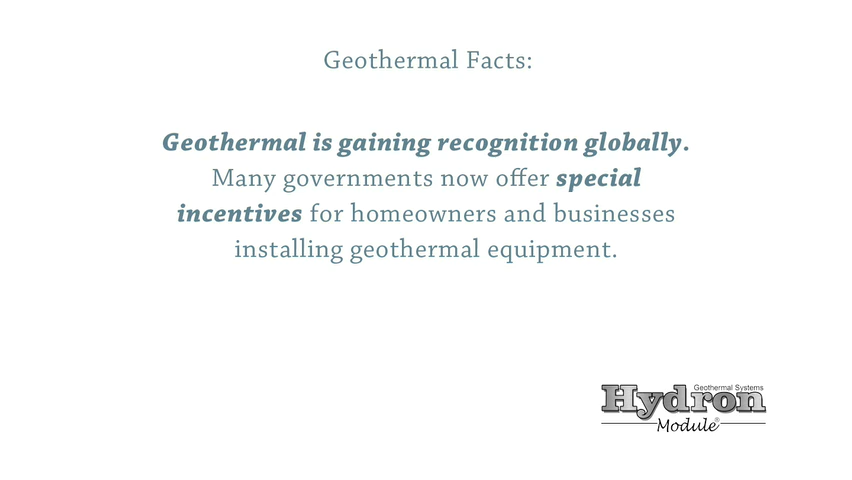 Geothermal Facts:
Geothermal is gaining recognition globally.
Many governments now offer special
incentives for homeowners and businesses
installing geothermal equipment.
Geothermal Systems
Hydron
Module®